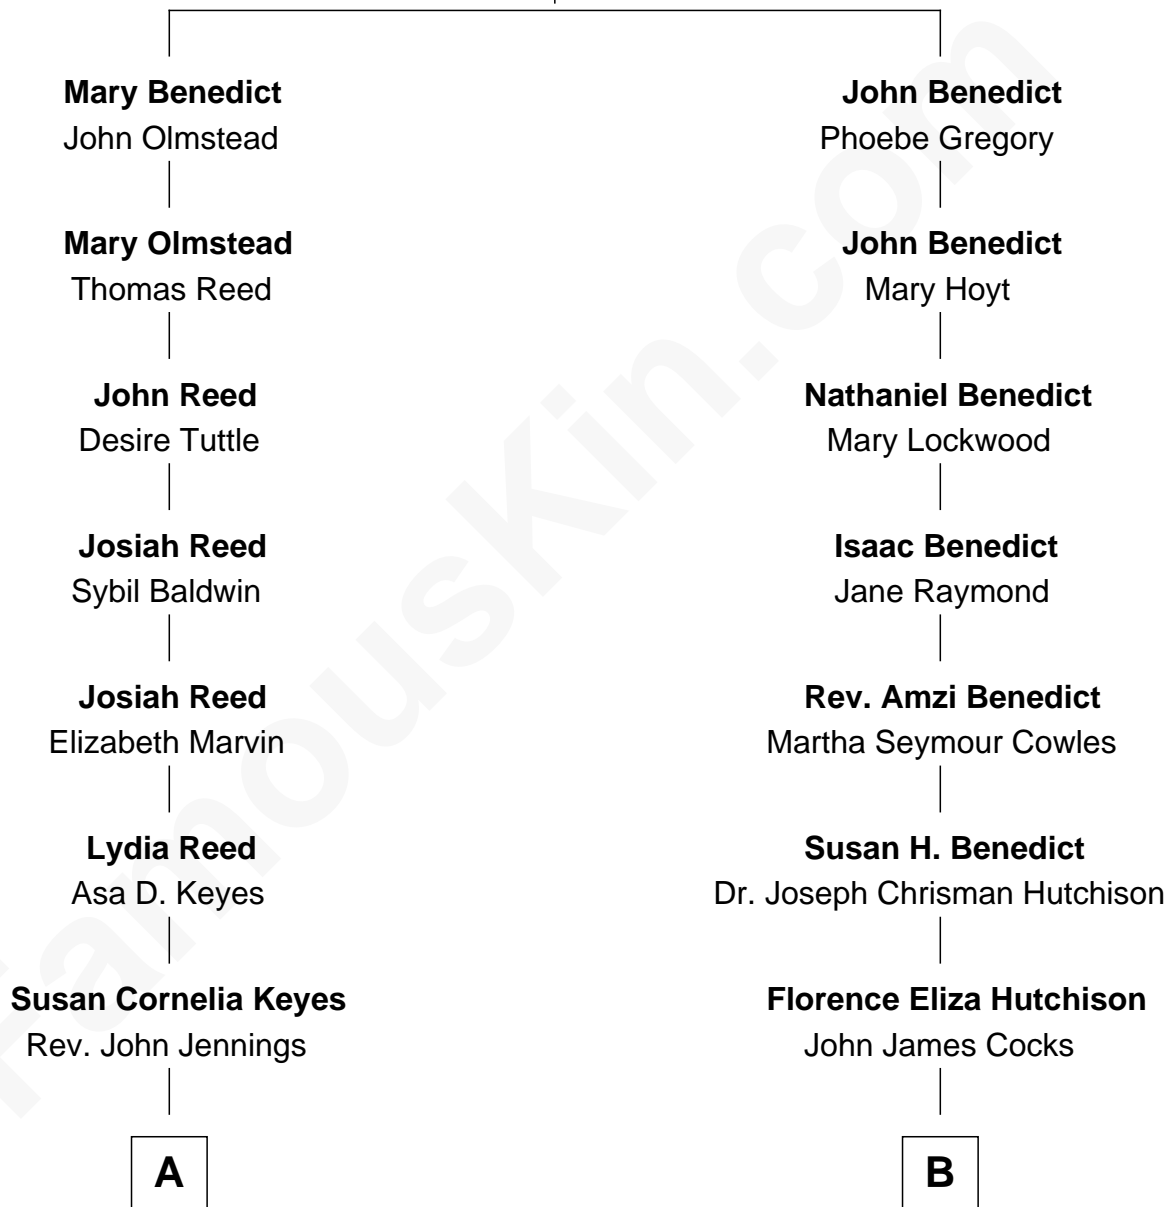 Mary Benedict
John Olmstead
Mary Olmstead
Thomas Reed
John Reed
Desire Tuttle
Josiah Reed
Sybil Baldwin
Josiah Reed
Elizabeth Marvin
Lydia Reed
Asa D. Keyes
Susan Cornelia Keyes
Rev. John Jennings
A
John Benedict
Phoebe Gregory
John Benedict
Mary Hoyt
Nathaniel Benedict
Mary Lockwood
Isaac Benedict
Jane Raymond
Rev. Amzi Benedict
Martha Seymour Cowles
Susan H. Benedict
Dr. Joseph Chrisman Hutchison
Florence Eliza Hutchison
John James Cocks
B
FamousKin.com